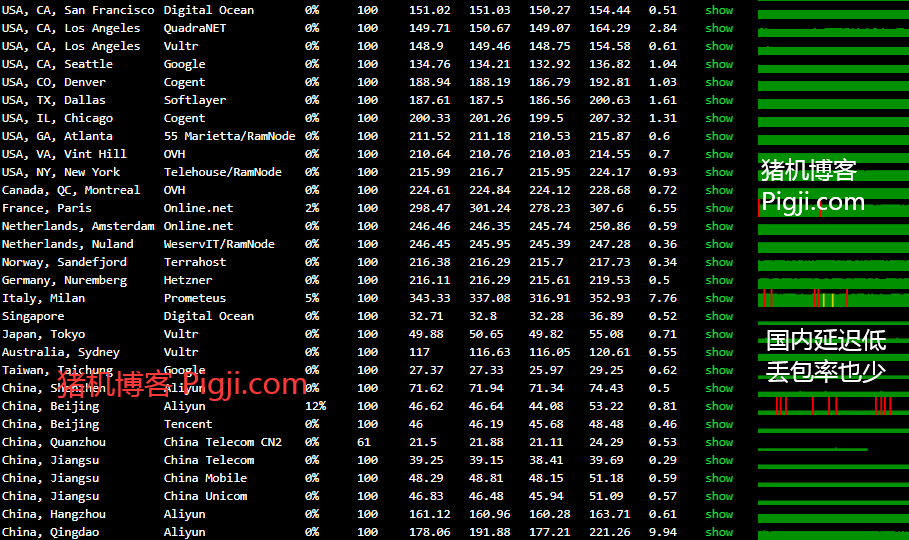 USA, CA, San Francisco Digital Ocean 0% 100 151.02 151.03 150.27 154.44 0.51 show
USA, CA, Los Angeles QuadraNET 0% 100 149.71 150.67 149.07 164.29 2.84 show
USA, CA, Los Angeles Vultr 0% 100 148.9 149.46 148.75 154.58 0.61 show
USA, CA, Seattle Google 0% 100 134.76 134.21 132.92 136.82 1.04 show
USA, CO, Denver Cogent 0% 100 188.94 188.19 186.79 192.81 1.03 show
USA, TX, Dallas Softlayer 0% 100 187.61 187.5 186.56 200.63 1.61 show
USA, IL, Chicago Cogent 0% 100 200.33 201.26 199.5 207.32 1.31 show
USA, GA, Atlanta 55 Marietta/RamNode 0% 100 211.52 211.18 210.53 215.87 0.6 show
USA, VA, Vint Hill OVH 0% 100 210.64 210.76 210.03 214.55 0.7 show
USA, NY, New York Telehouse/RamNode 0% 100 215.99 216.7 215.95 224.17 0.93 show
猪机博客
Canada, QC, Montreal OVH 0% 100 224.61 224.84 224.12 228.68 0.72 show
Pigji.com
France, Paris Online.net 2% 100 298.47 301.24 278.23 307.6 6.55 show
Netherlands, Amsterdam Online.net 0% 100 246.46 246.35 245.74 250.86 0.59 show
Netherlands, Nuland WeservIT/RamNode 0% 100 246.45 245.95 245.39 247.28 0.36 show
Norway, Sandefjord Terrahost 0% 100 216.38 216.29 215.7 217.73 0.34 show
Germany, Nuremberg Hetzner 0% 100 216.11 216.29 215.61 219.53 0.5 show
Italy, Milan Prometeus 5% 100 343.33 337.08 316.91 352.93 7.76 show
Singapore Digital Ocean 0% 100 32.71 32.8 32.28 36.89 0.52 show
Japan, Tokyo Vultr 0% 100 49.88 50.65 49.82 55.08 0.71 show
国内延迟低
Australia, Sydney Vultr 0% 100 117 116.63 116.05 120.61 0.55 show
Taiwan, Taichung Google 0% 100 27.37 27.33 25.97 29.25 0.62 show
丢包率也少
猪机博客 Pigji.com
China, Shenzhen Aliyun 0% 100 71.62 71.94 71.34 74.43 0.5 show
China, Beijing Aliyun 12% 100 46.62 46.64 44.08 53.22 0.81 show
China, Beijing Tencent 0% 100 46 46.19 45.68 48.48 0.46 show
China, Quanzhou China Telecom CN2 0% 61 21.5 21.88 21.11 24.29 0.53 show
China, Jiangsu China Telecom 0% 100 39.25 39.15 38.41 39.69 0.29 show
China, Jiangsu China Mobile 0% 100 48.29 48.81 48.15 51.18 0.59 show
China, Jiangsu China Unicom 0% 100 46.83 46.48 45.94 51.09 0.57 show
China, Hangzhou Aliyun 0% 100 161.12 160.96 160.28 163.71 0.61 show
China, Qingdao Aliyun 0% 100 178.06 191.88 177.21 221.26 9.94 show